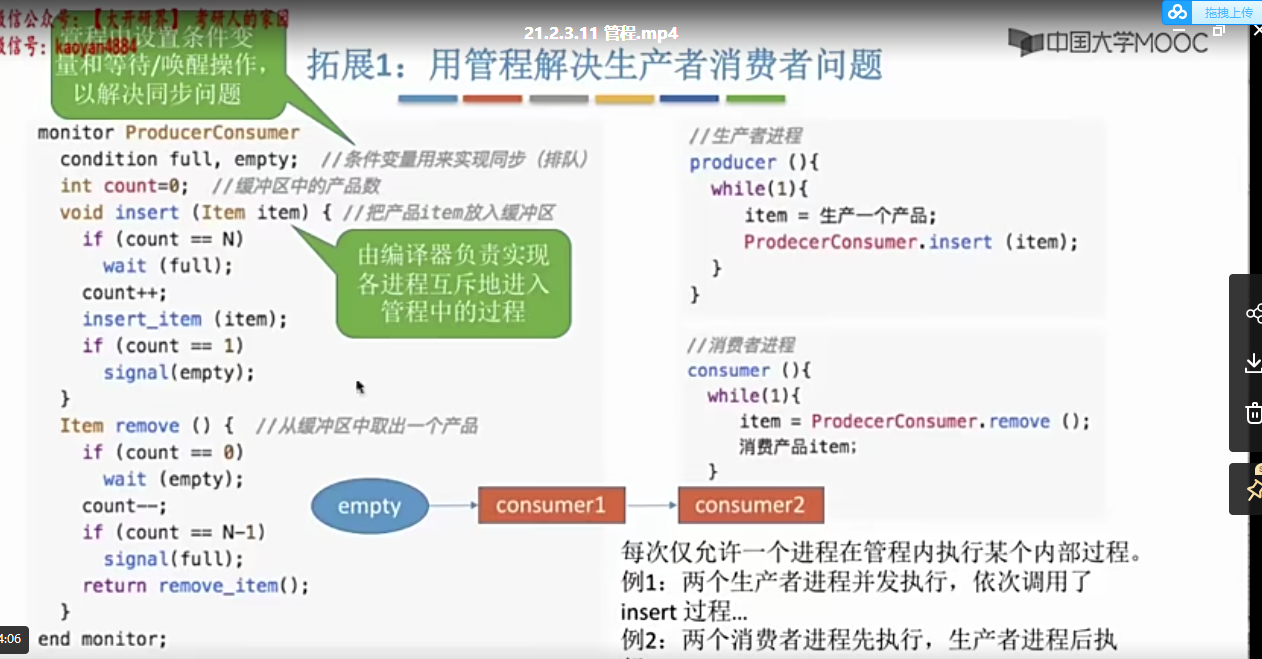 微信公众号：【大开研界】 考研人的家园
微信号：kaoyan4884
21.2.3.11 管程.mp4
拖拽上传
中国大学MOOC
管程中设置条件变
量和等待/唤醒操作，
以解决同步问题
拓展1：用管程解决生产者消费者问题
monitor ProducerConsumer
condition full, empty; //条件变量用来实现同步（排队）
int count=0; //缓冲区中的产品数
void insert (Item item) { //把产品item放入缓冲区
if (count == N)
wait (full);
count++;
insert_item (item);
if (count == 1)
signal(empty);
}
由编译器负责实现
各进程互斥地进入
管程中的过程
Item remove () { //从缓冲区中取出一个产品
if (count == 0)
wait (empty);
count--;
if (count == N-1)
signal(full);
return remove_item();
}
end monitor;
4:06
//生产者进程
producer (){
while(1){
item = 生产一个产品;
ProdecerConsumer.insert (item);
}
}
//消费者进程
consumer (){
while(1){
item = ProdecerConsumer.remove ();
消费产品item;
}
empty
consumer1
consumer2
每次仅允许一个进程在管程内执行某个内部过程。
例1：两个生产者进程并发执行，依次调用了
insert 过程…
例2：两个消费者进程先执行，生产者进程后执